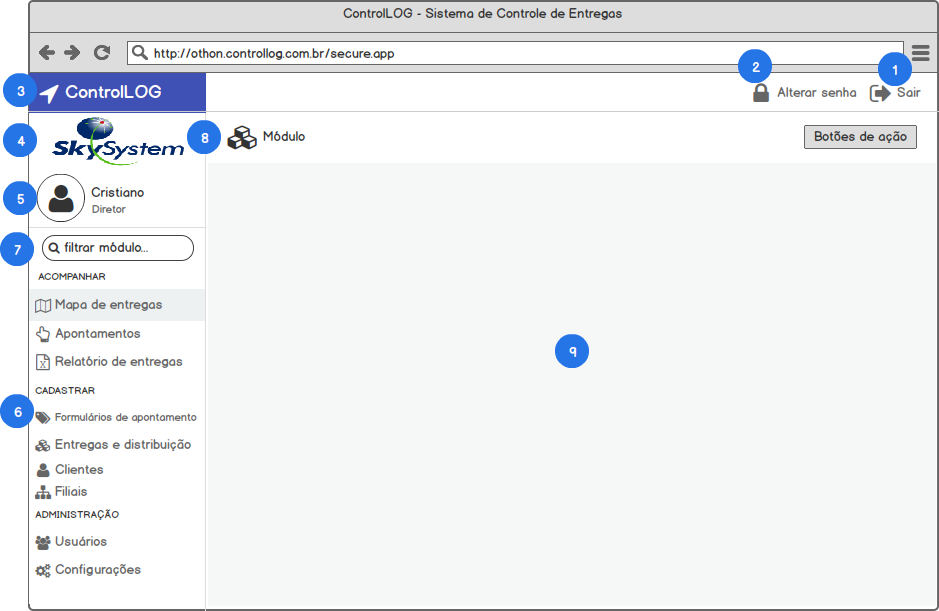 ControlLOG - Sistema de Controle de Entregas
http://othon.controllog.com.br/secure.app
2
1
3
ControlLOG
Alterar senha
Sair
4
SkySystem
8
Módulo
Botões de ação
5
Cristiano
Diretor
7
filtrar módulo...
ACOMPANHAR
Mapa de entregas
Apontamentos
9
Relatório de entregas
CADASTRAR
6
Formulários de apontamento
Entregas e distribuição
Clientes
Filiais
ADMINISTRAÇÃO
Usuários
Configurações